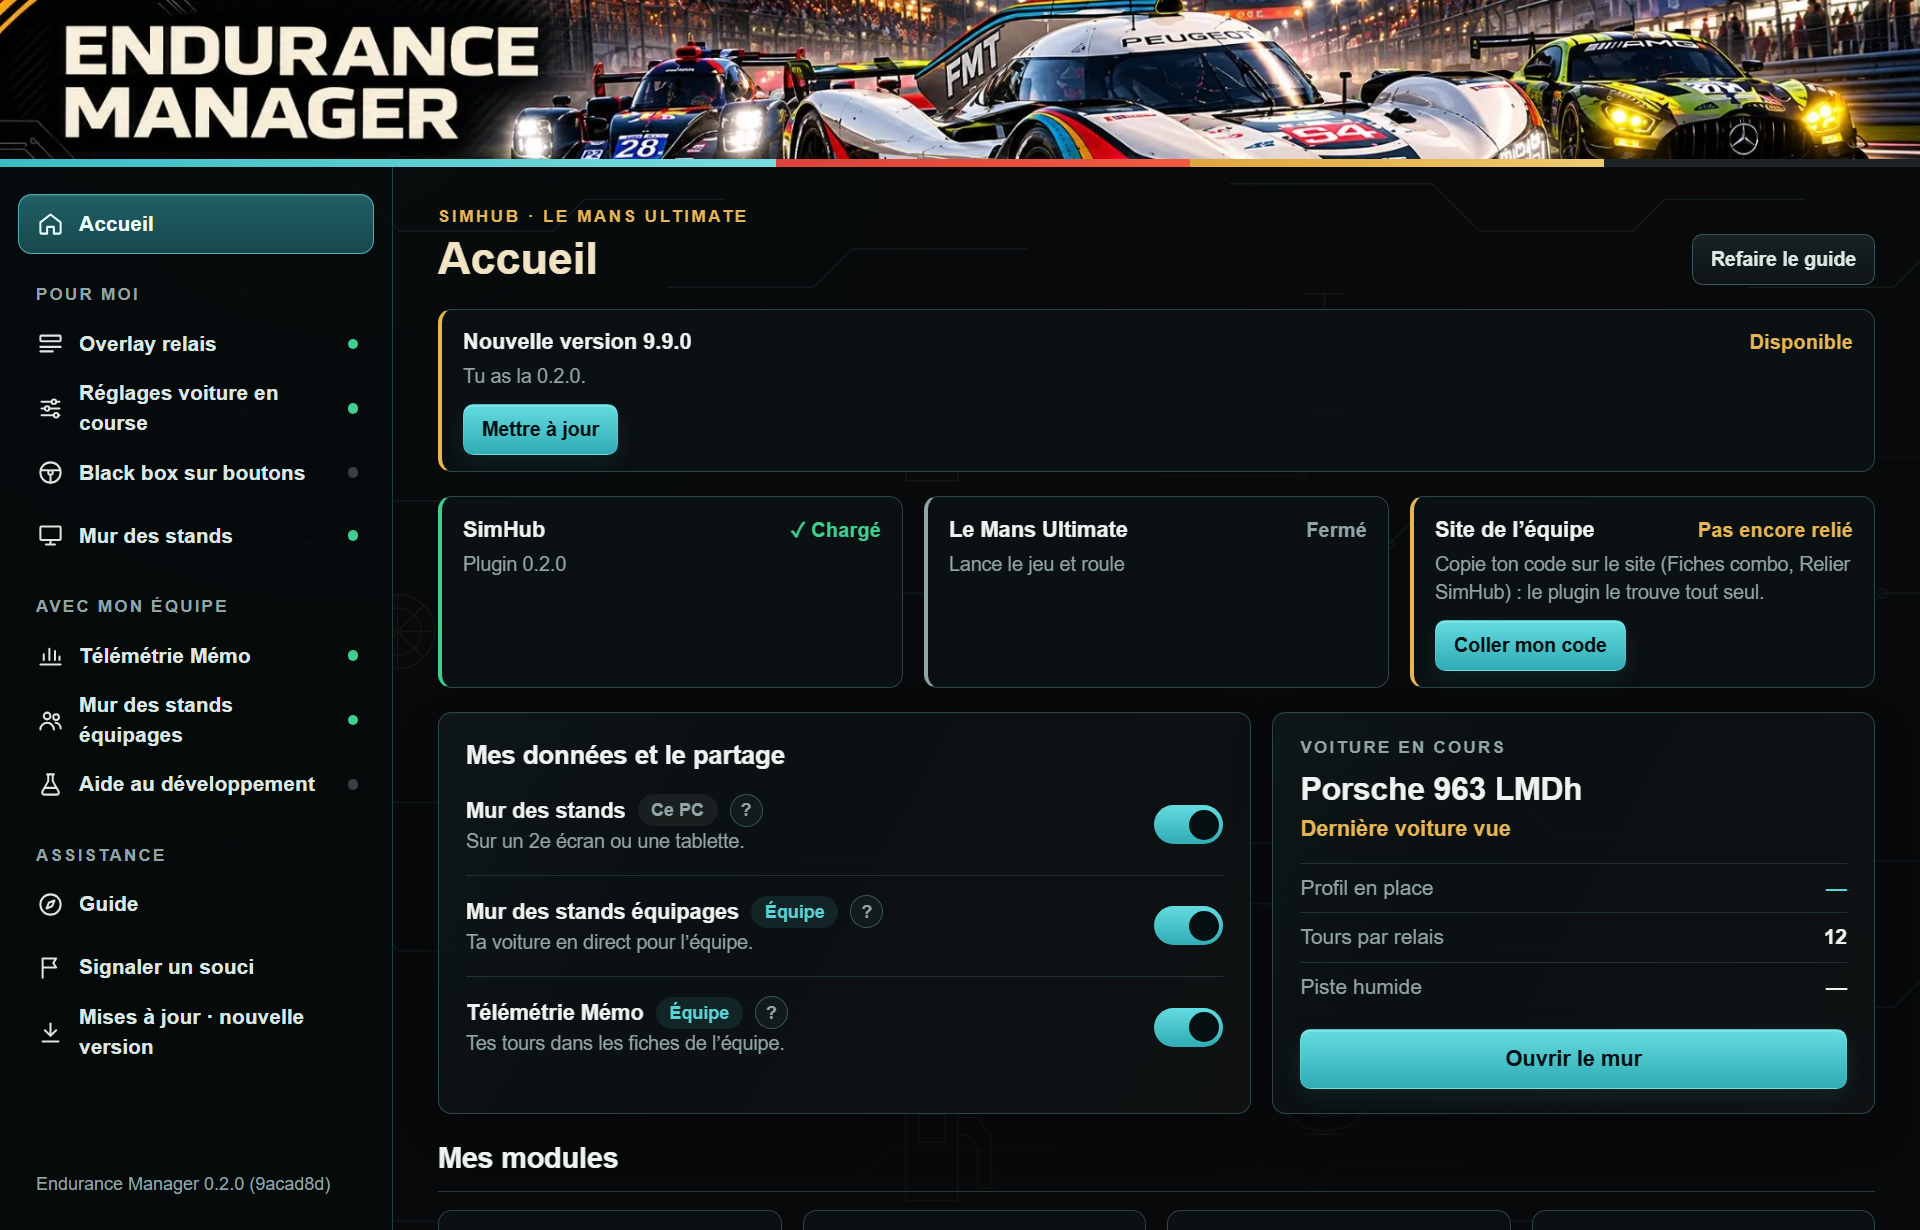 ENDURANCE
MANAGER
FMT
PEUGEOT
AMG
28
94
Accueil
POUR MOI
Overlay relais
Réglages voiture en
course
Black box sur boutons
Mur des stands
AVEC MON ÉQUIPE
Télémétrie Mémo
Mur des stands
équipages
Aide au développement
ASSISTANCE
Guide
Signaler un souci
Mises à jour · nouvelle
version
Endurance Manager 0.2.0 (9acad8d)
SIMHUB · LE MANS ULTIMATE
Accueil
Refaire le guide
Nouvelle version 9.9.0
Disponible
Tu as la 0.2.0.
Mettre à jour
SimHub
✓ Chargé
Plugin 0.2.0
Le Mans Ultimate
Fermé
Lance le jeu et roule
Site de l’équipe
Pas encore relié
Copie ton code sur le site (Fiches combo, Relier
SimHub) : le plugin le trouve tout seul.
Coller mon code
Mes données et le partage
Mur des stands Ce PC ?
Sur un 2e écran ou une tablette.
Mur des stands équipages Équipe ?
Ta voiture en direct pour l’équipe.
Télémétrie Mémo Équipe ?
Tes tours dans les fiches de l’équipe.
VOITURE EN COURS
Porsche 963 LMDh
Dernière voiture vue
Profil en place —
Tours par relais 12
Piste humide —
Ouvrir le mur
Mes modules